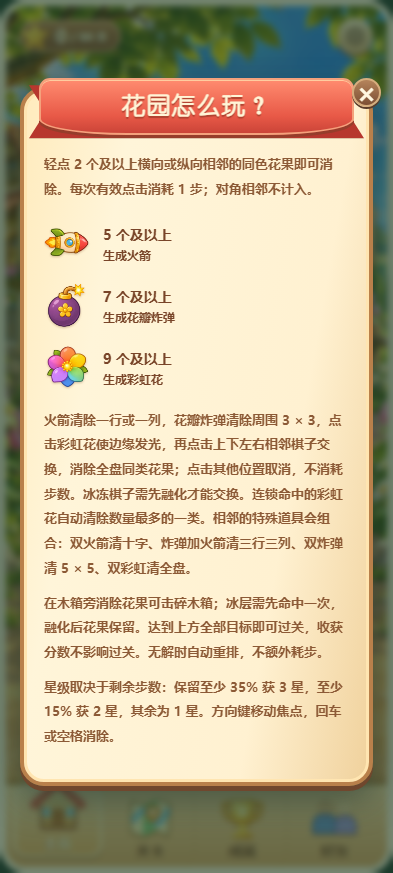 花园怎么玩？
轻点 2 个及以上横向或纵向相邻的同色花果即可消
除。每次有效点击消耗 1 步；对角相邻不计入。
5 个及以上
生成火箭
7 个及以上
生成花瓣炸弹
9 个及以上
生成彩虹花
火箭清除一行或一列，花瓣炸弹清除周围 3 × 3，点
击彩虹花使边缘发光，再点击上下左右相邻棋子交
换，消除全盘同类花果；点击其他位置取消，不消耗
步数。冰冻棋子需先融化才能交换。连锁命中的彩虹
花自动清除数量最多的一类。相邻的特殊道具会组
合：双火箭清十字、炸弹加火箭清三行三列、双炸弹
清 5 × 5、双彩虹清全盘。
在木箱旁消除花果可击碎木箱；冰层需先命中一次，
融化后花果保留。达到上方全部目标即可过关，收获
分数不影响过关。无解时自动重排，不额外耗步。
星级取决于剩余步数：保留至少 35% 获 3 星，至少
15% 获 2 星，其余为 1 星。方向键移动焦点，回车
或空格消除。